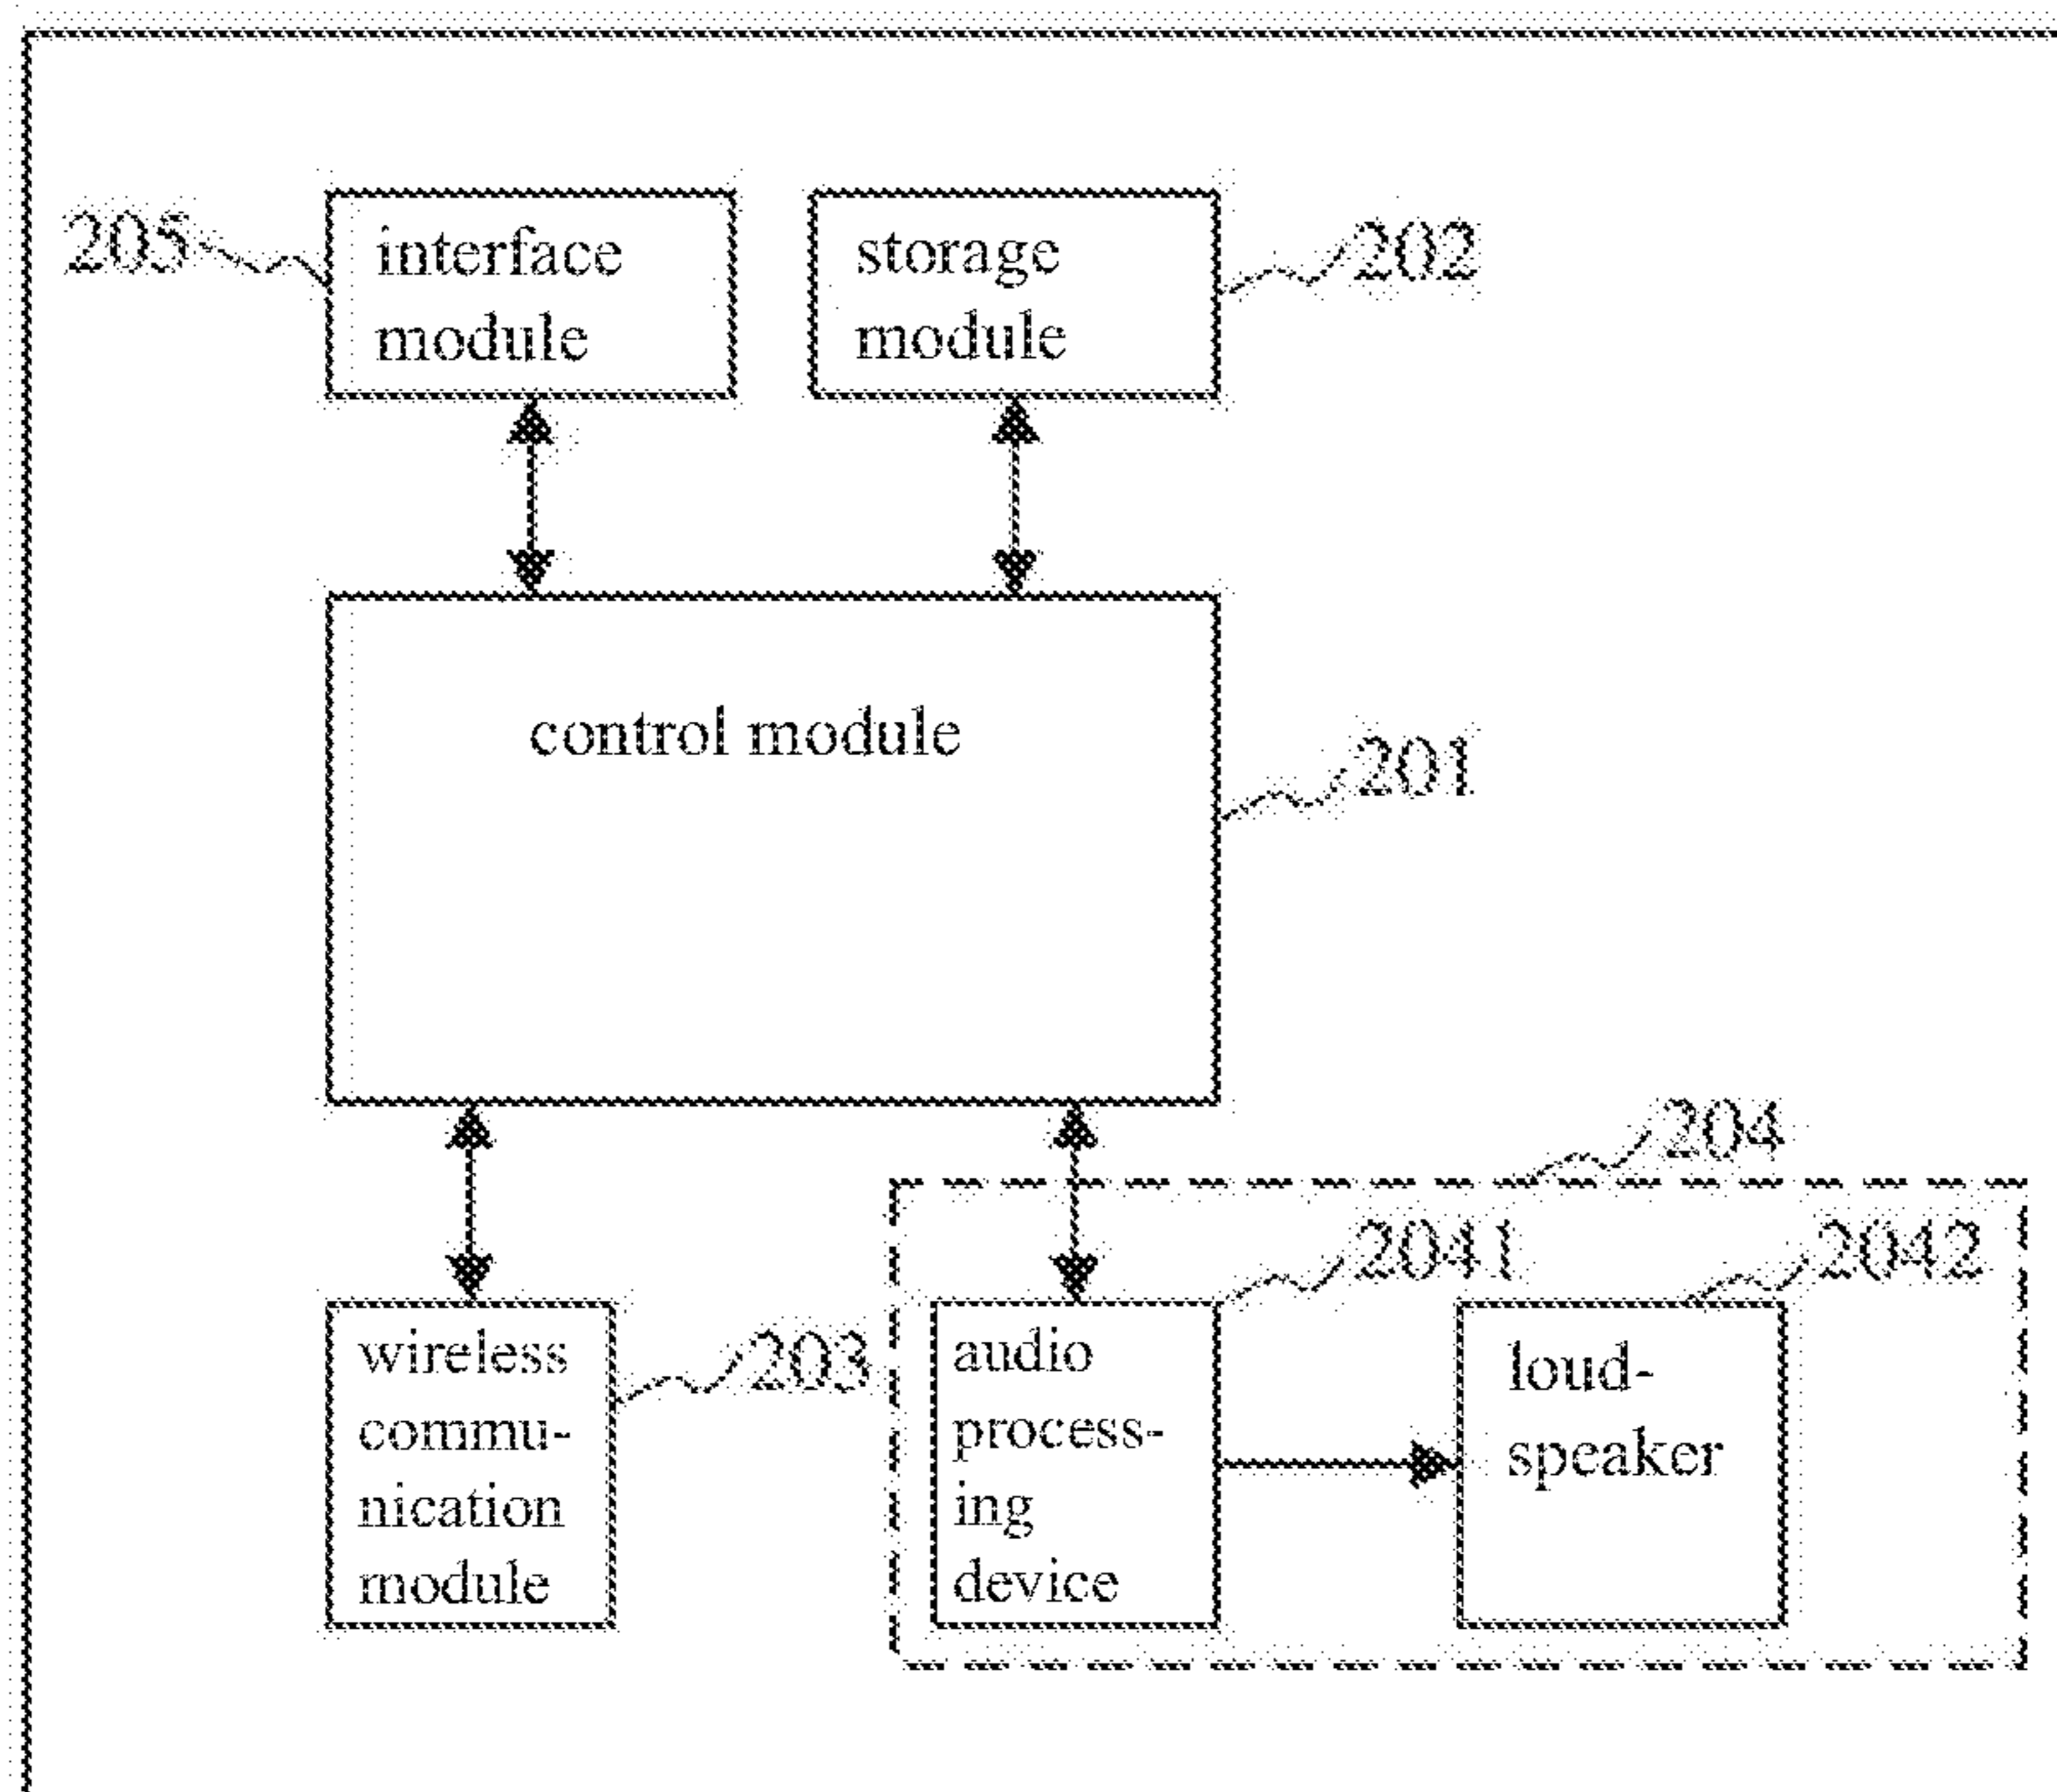 205
interface
module
storage
module
202
control module
201
204
2041
2042
wireless
commu-
nication
module
203
audio
process-
ing
device
loud-
speaker